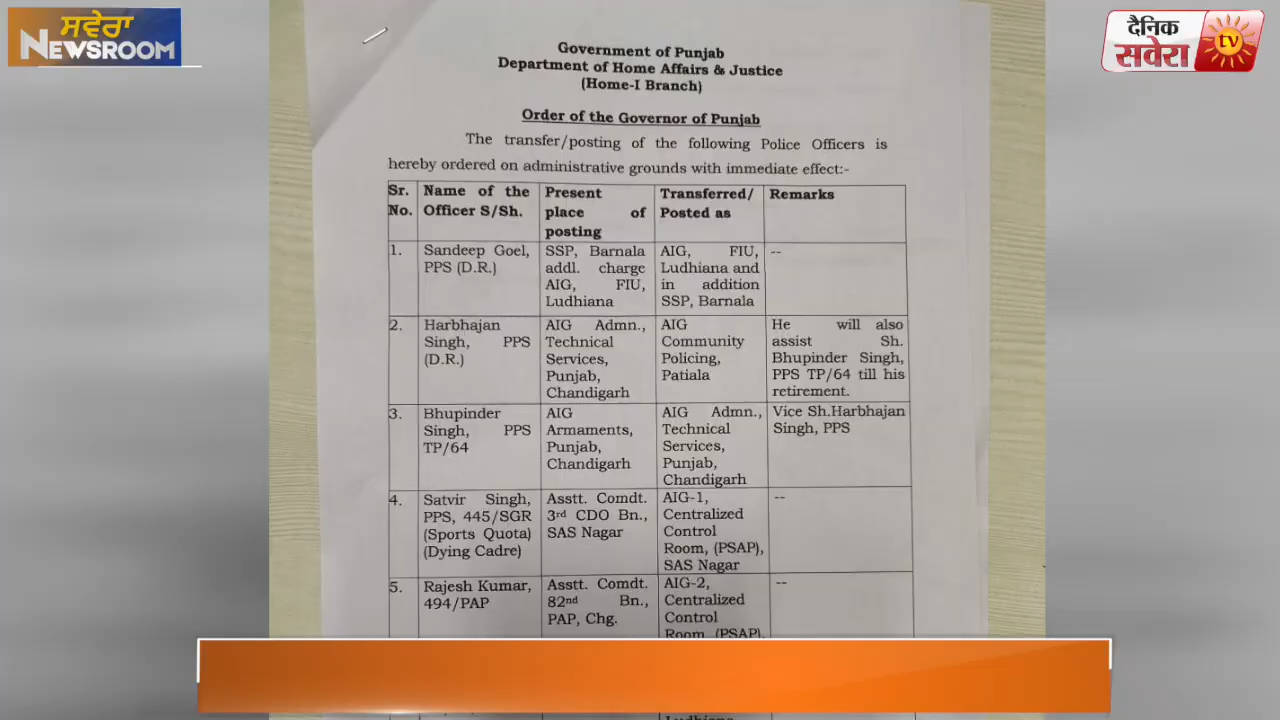 ਸਵੇਰਾ
NEWSROOM
दैनिक
सवेरा
tv
Government of Punjab
Department of Home Affairs & Justice
(Home-I Branch)
Order of the Governor of Punjab
The transfer/posting of the following Police Officers is
hereby ordered on administrative grounds with immediate effect:-
Sr. No. Name of the Officer S/Sh. Present place of posting Transferred/ Posted as Remarks
1. Sandeep Goel, PPS (D.R.) SSP, Barnala addl. charge AIG, FIU, Ludhiana AIG, FIU, Ludhiana and in addition SSP, Barnala --
2. Harbhajan Singh, PPS (D.R.) AIG Admn., Technical Services, Punjab, Chandigarh AIG Community Policing, Patiala He will also assist Sh. Bhupinder Singh, PPS TP/64 till his retirement.
3. Bhupinder Singh, PPS TP/64 AIG Armaments, Punjab, Chandigarh AIG Admn., Technical Services, Punjab, Chandigarh Vice Sh.Harbhajan Singh, PPS
4. Satvir Singh, PPS, 445/SGR (Sports Quota) (Dying Cadre) Asstt. Comdt. 3rd CDO Bn., SAS Nagar AIG-1, Centralized Control Room, (PSAP), SAS Nagar --
5. Rajesh Kumar, 494/PAP Asstt. Comdt. 82nd Bn., PAP, Chg. AIG-2, Centralized Control Room, (PSAP), --
Ludhiana